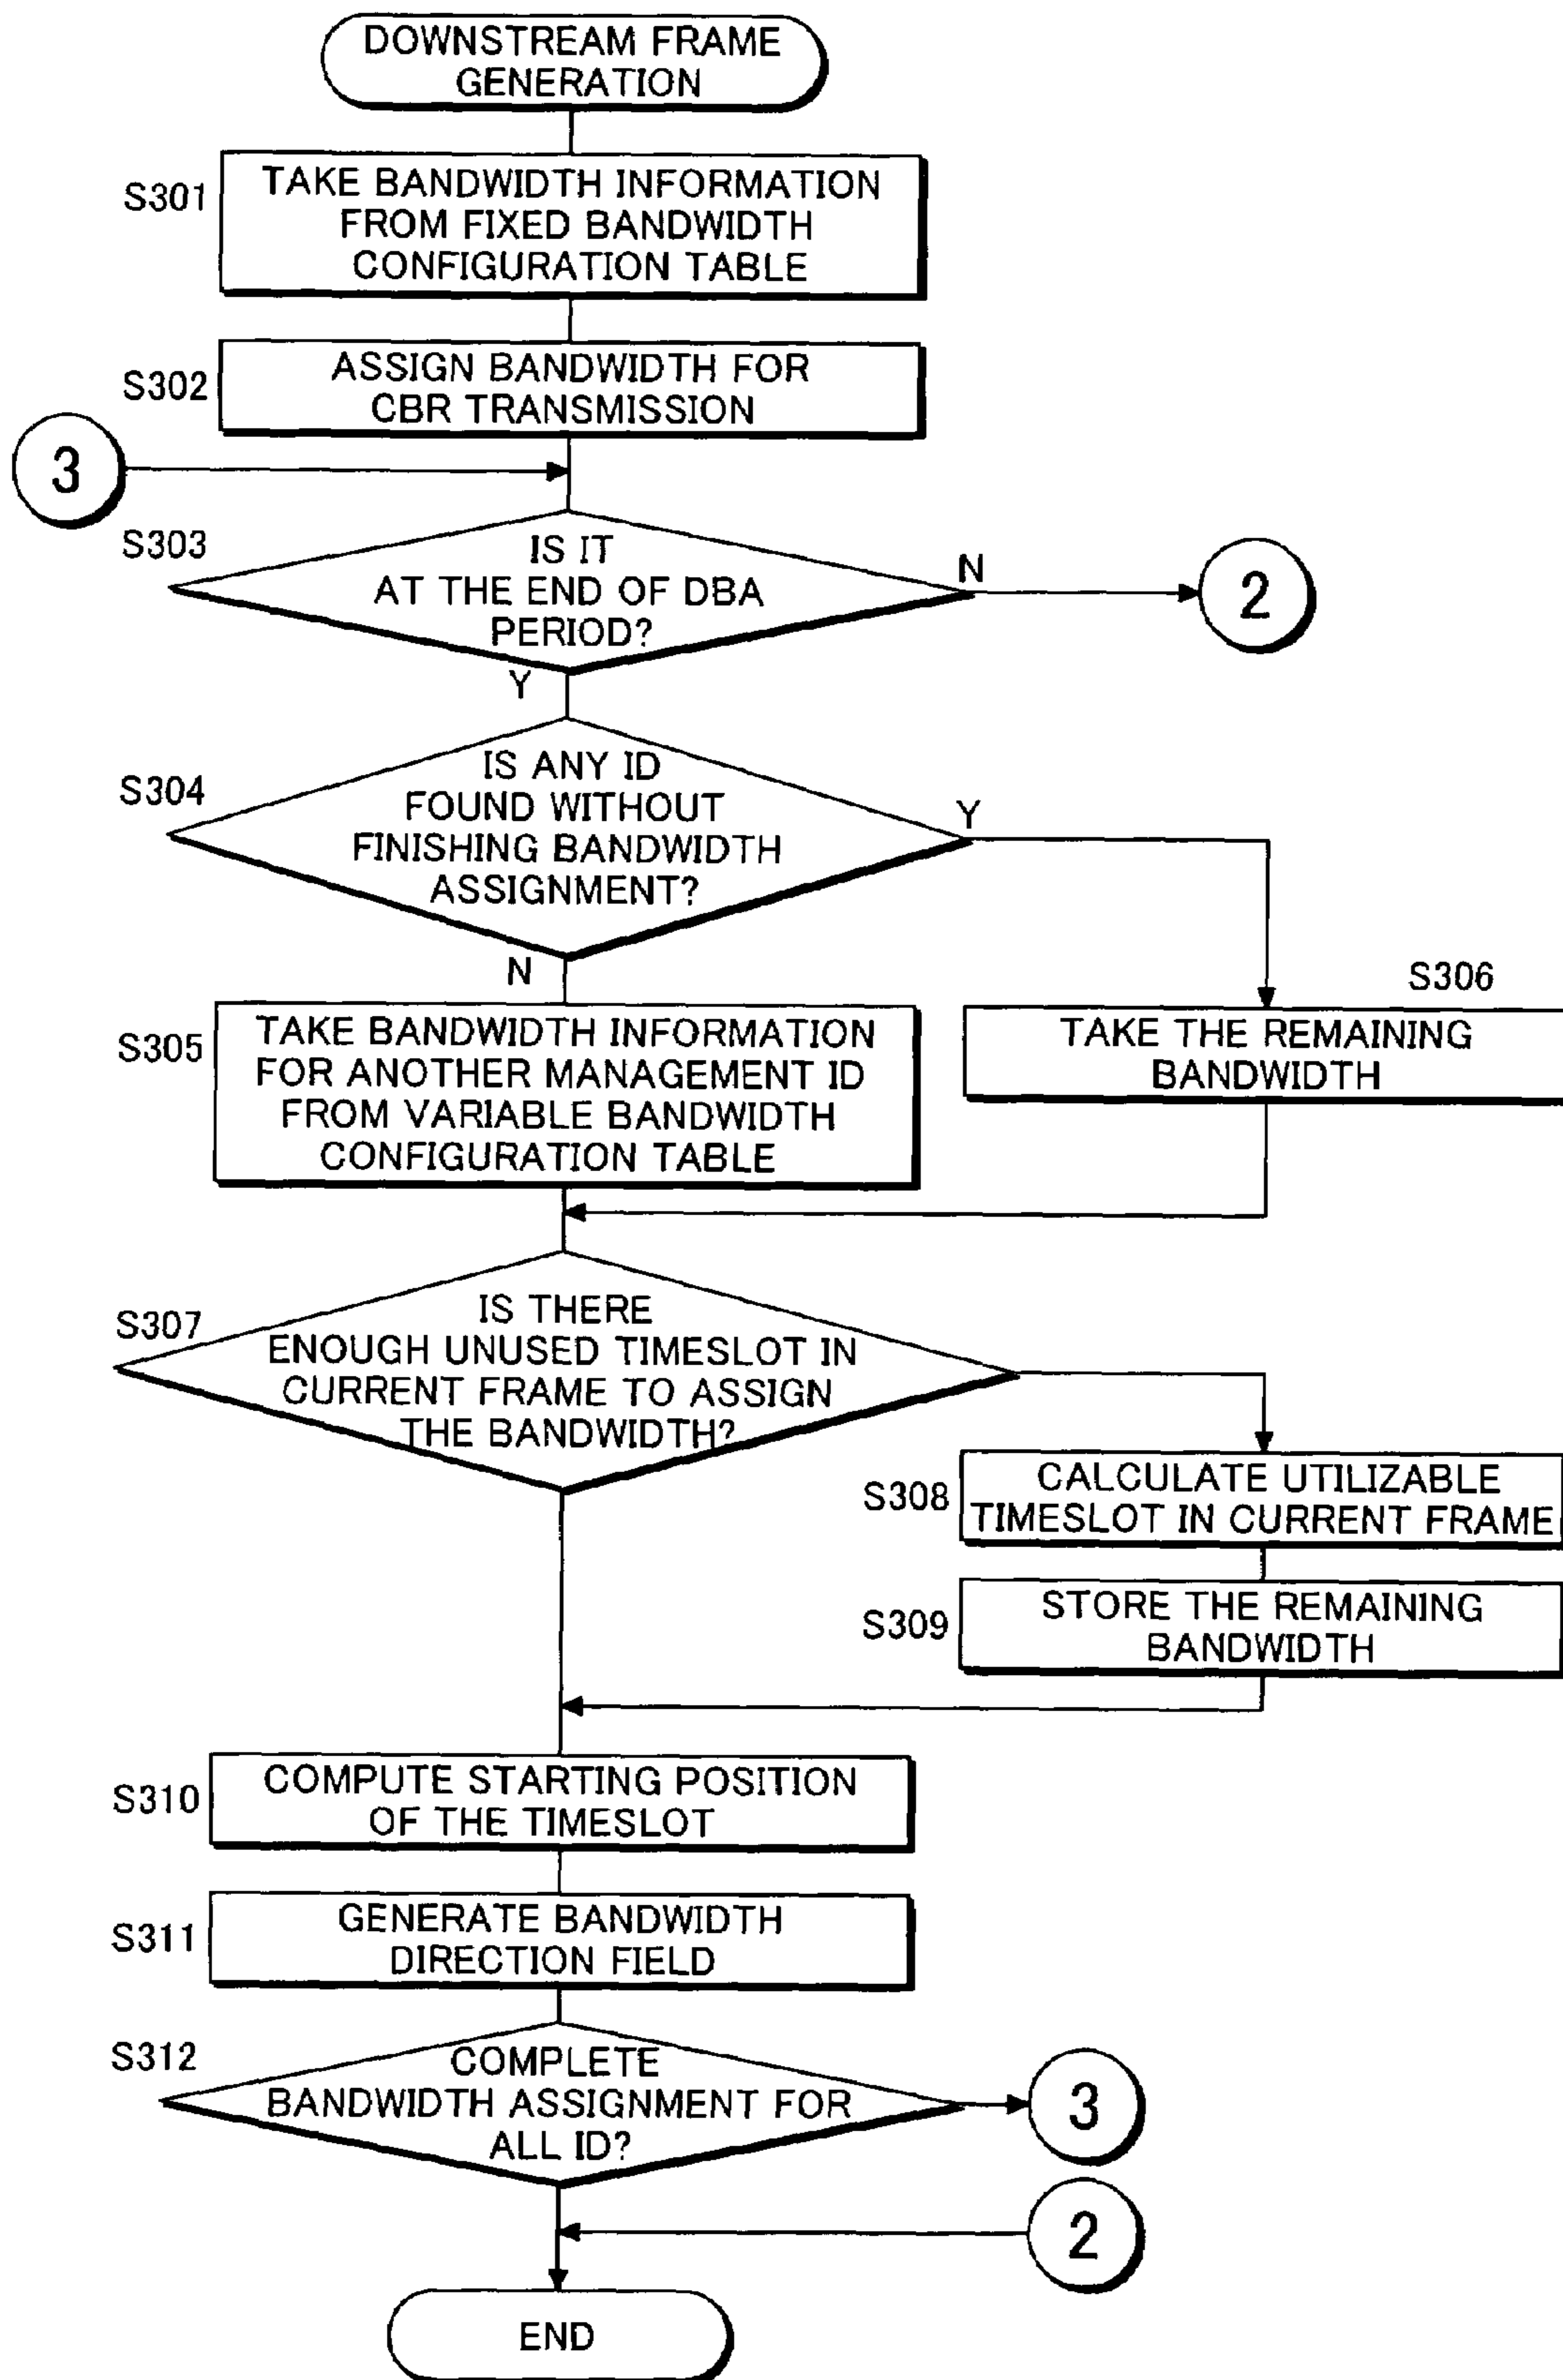 DOWNSTREAM FRAME
GENERATION
S301
TAKE BANDWIDTH INFORMATION
FROM FIXED BANDWIDTH
CONFIGURATION TABLE
S302
ASSIGN BANDWIDTH FOR
CBR TRANSMISSION
3
S303
IS IT
AT THE END OF DBA
PERIOD?
N
2
Y
S304
IS ANY ID
FOUND WITHOUT
FINISHING BANDWIDTH
ASSIGNMENT?
Y
N
S305
TAKE BANDWIDTH INFORMATION
FOR ANOTHER MANAGEMENT ID
FROM VARIABLE BANDWIDTH
CONFIGURATION TABLE
S306
TAKE THE REMAINING
BANDWIDTH
S307
IS THERE
ENOUGH UNUSED TIMESLOT IN
CURRENT FRAME TO ASSIGN
THE BANDWIDTH?
S308
CALCULATE UTILIZABLE
TIMESLOT IN CURRENT FRAME
S309
STORE THE REMAINING
BANDWIDTH
S310
COMPUTE STARTING POSITION
OF THE TIMESLOT
S311
GENERATE BANDWIDTH
DIRECTION FIELD
S312
COMPLETE
BANDWIDTH ASSIGNMENT FOR
ALL ID?
3
2
END